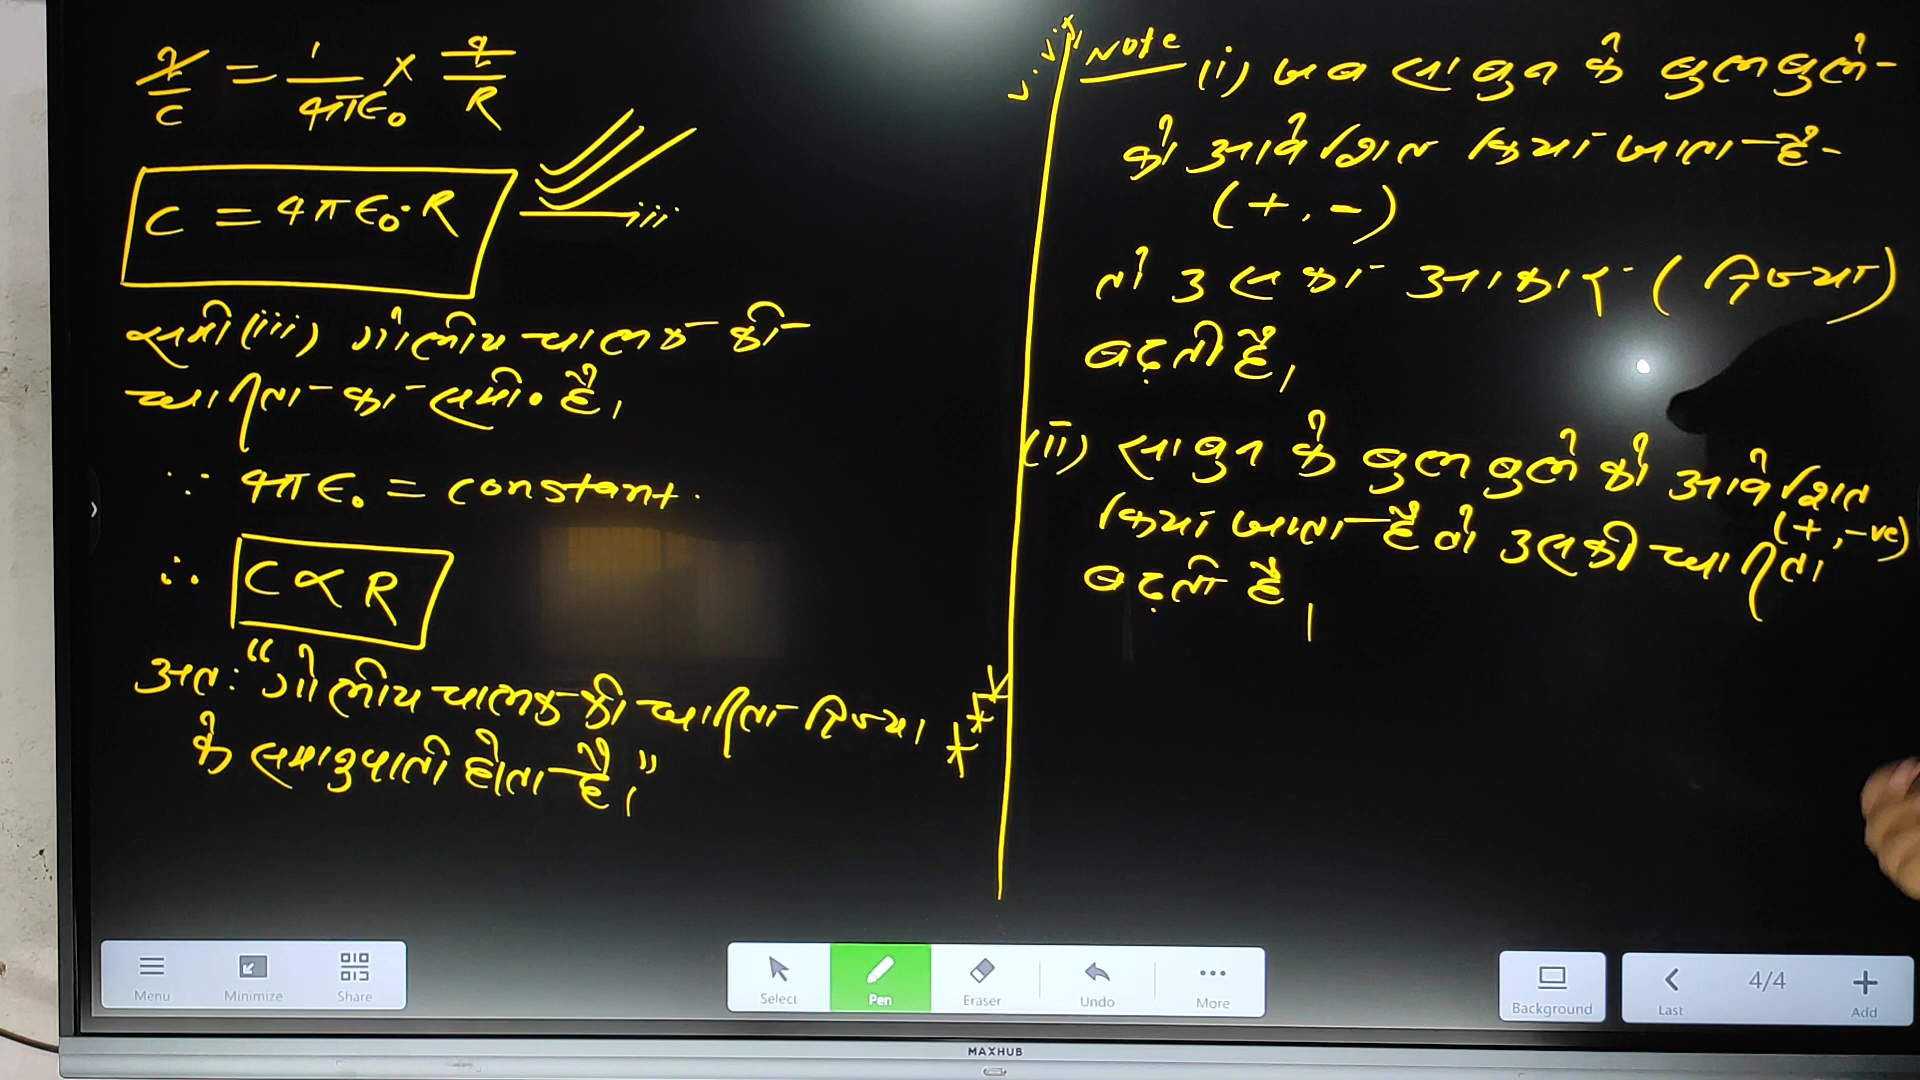 q/C = 1/4πϵ₀ × q/R
C = 4πϵ₀·R —iii
समी (iii) गोलीय चालक की
धारिता का समी० है।
∵ 4πϵ₀ = constant.
∴ C ∝ R
अतः "गोलीय चालक की धारिता त्रिज्या
के समानुपाती होता है।"
Note (i) जब साबुन के बुलबुले
को आवेशित किया जाता है-
(+, -)
तो उसका आकार (त्रिज्या)
बढ़ती है।
(ii) साबुन के बुलबुले को आवेशित
(+, -ve)
किया जाता है तो उसकी धारिता
बढ़ती है।
Menu
Minimize
Share
Select
Pen
Eraser
Undo
More
Background
Last
4/4
Add
MAXHUB